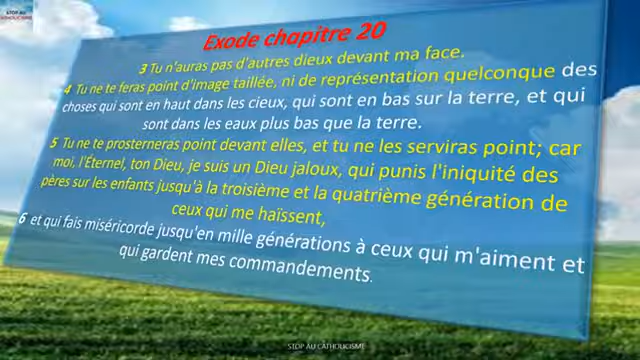 STOP AU
CATHOLICISME
Exode chapitre 20
3 Tu n'auras pas d'autres dieux devant ma face.
4 Tu ne te feras point d'image taillée, ni de représentation quelconque des
choses qui sont en haut dans les cieux, qui sont en bas sur la terre, et qui
sont dans les eaux plus bas que la terre.
5 Tu ne te prosterneras point devant elles, et tu ne les serviras point; car
moi, l'Éternel, ton Dieu, je suis un Dieu jaloux, qui punis l'iniquité des
pères sur les enfants jusqu'à la troisième et la quatrième génération de
ceux qui me haïssent,
6 et qui fais miséricorde jusqu'en mille générations à ceux qui m'aiment et
qui gardent mes commandements.
STOP AU CATHOLICISME